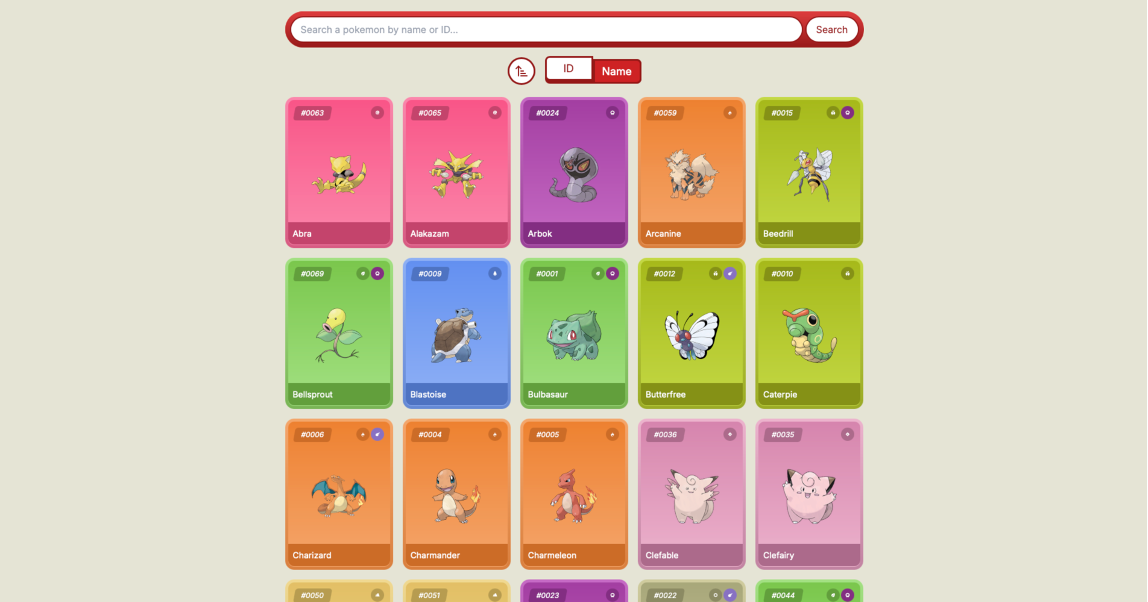 Search a pokemon by name or ID... Search
ID Name
#0063 #0065 #0024 #0059 #0015
Abra Alakazam Arbok Arcanine Beedrill
#0069 #0009 #0001 #0012 #0010
Bellsprout Blastoise Bulbasaur Butterfree Caterpie
#0006 #0004 #0005 #0036 #0035
Charizard Charmander Charmeleon Clefable Clefairy
#0050 #0051 #0023 #0022 #0044